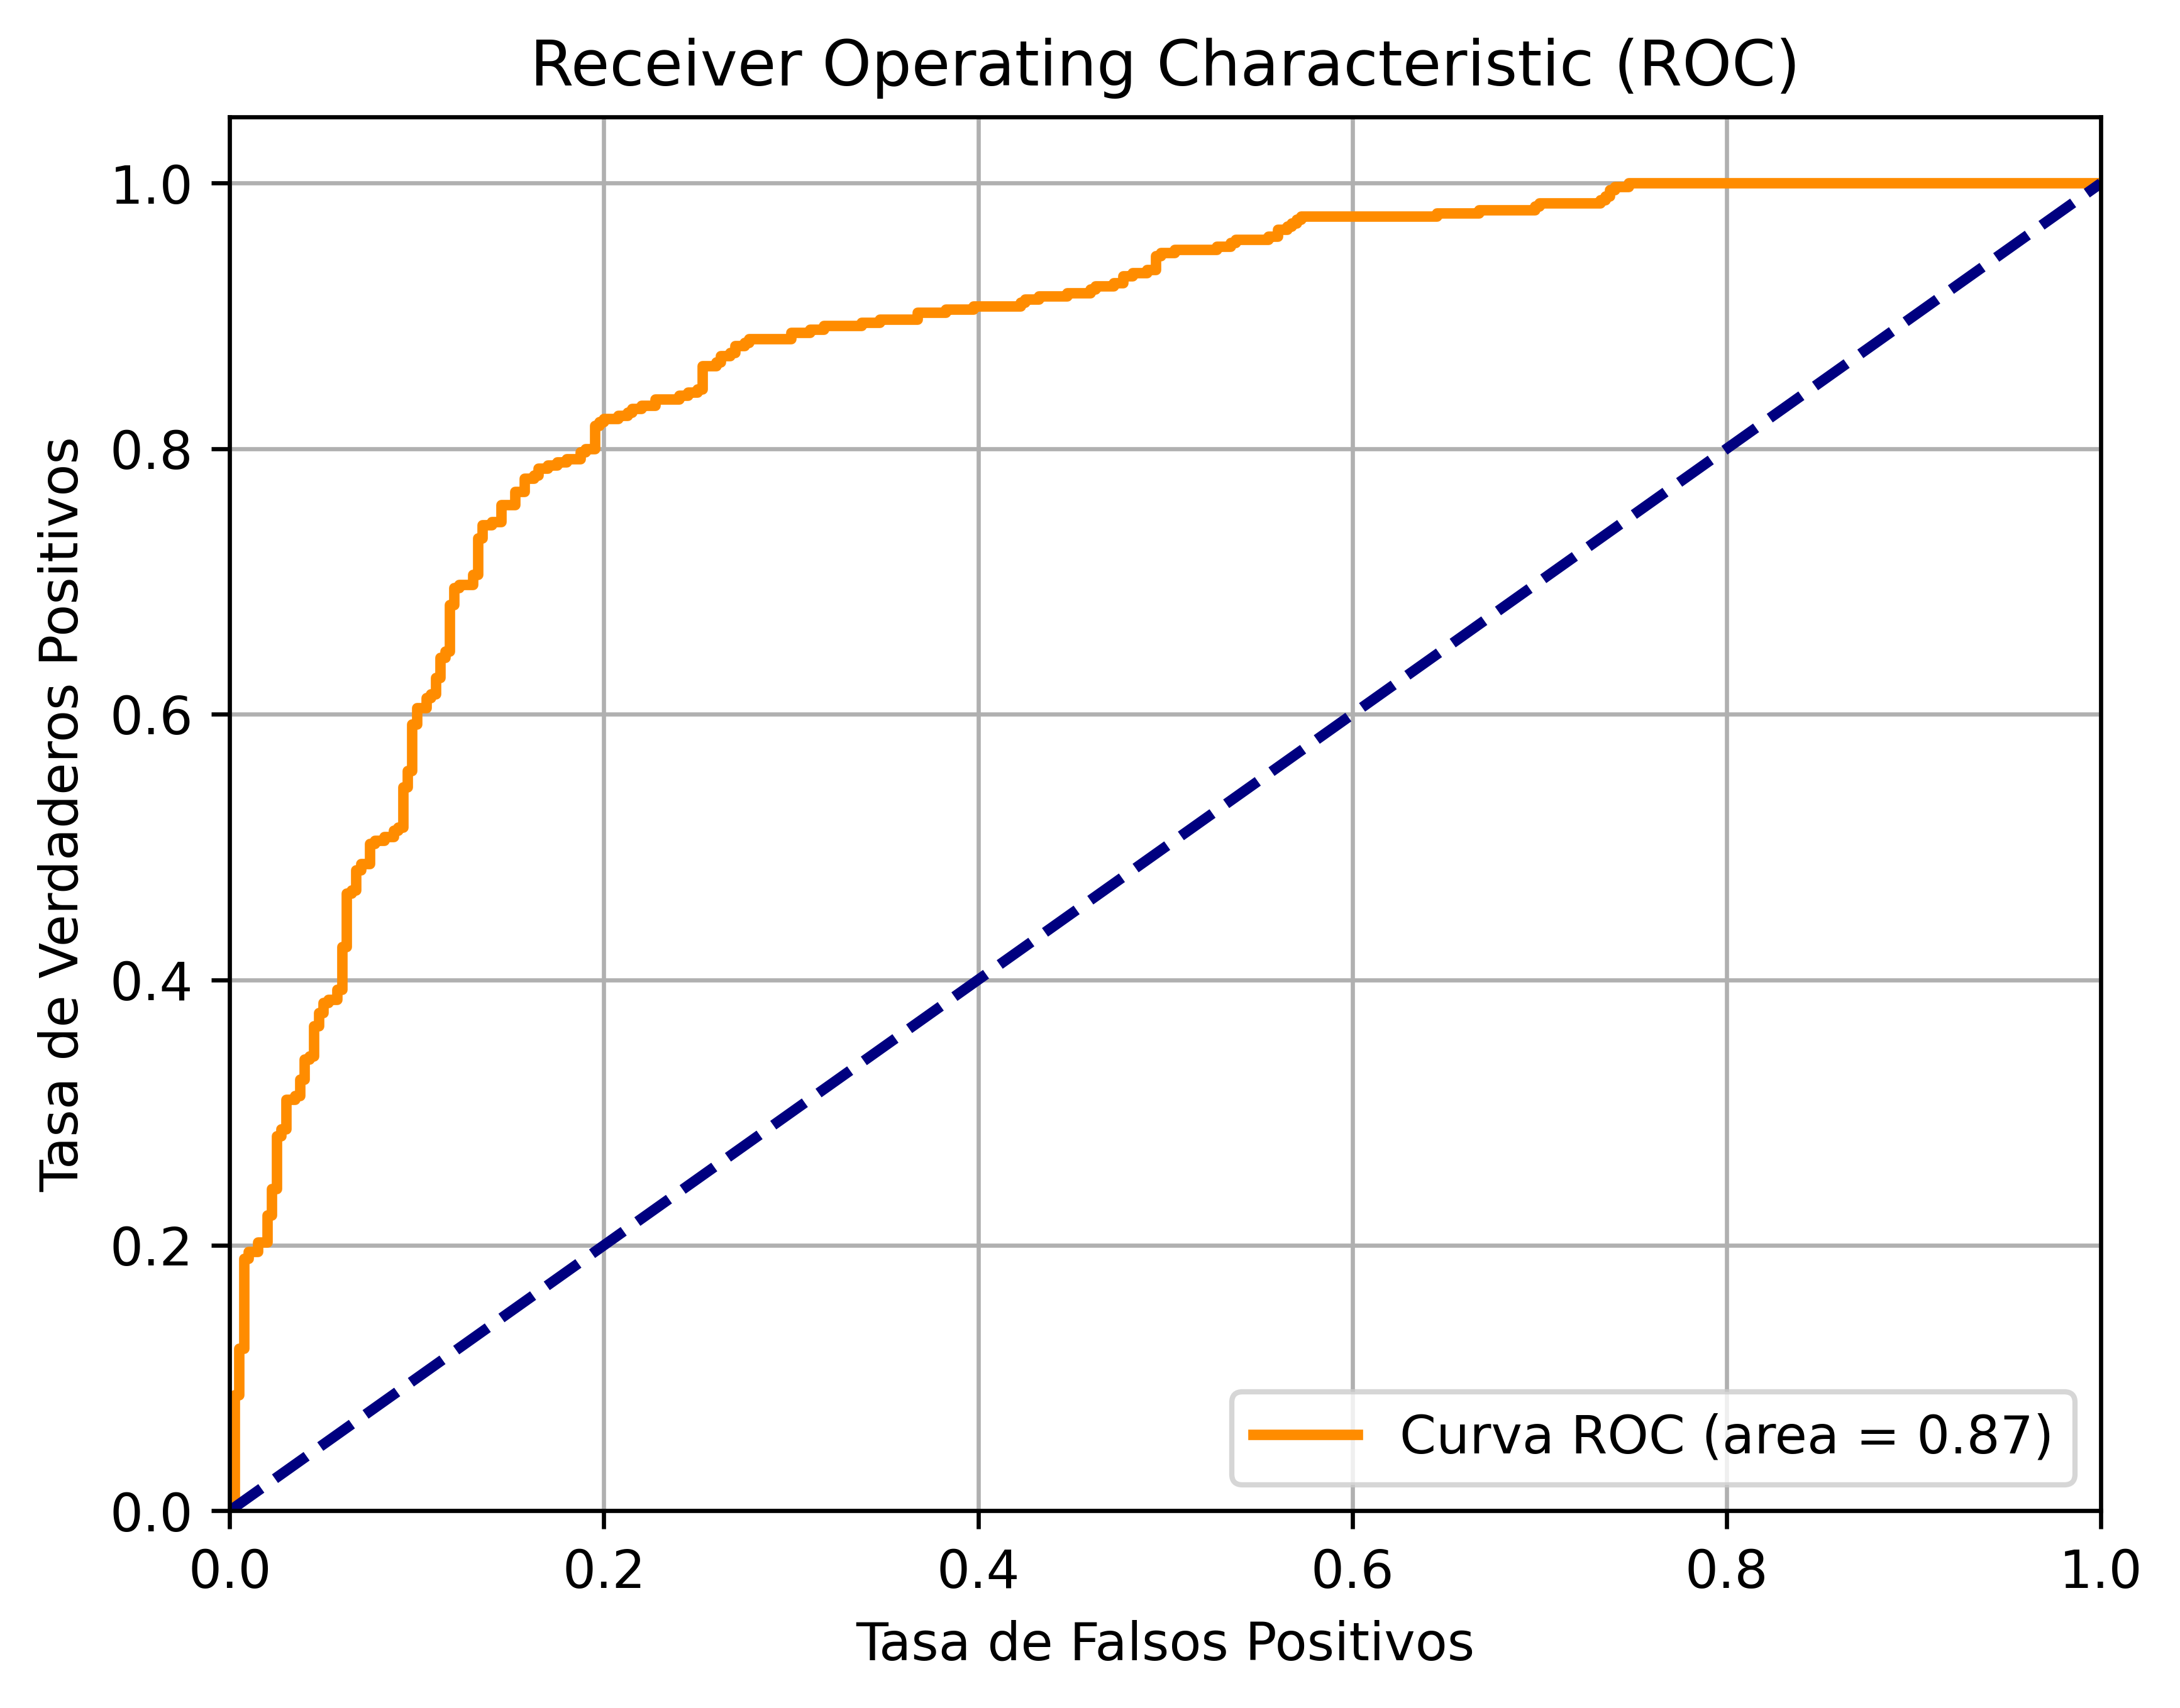 Receiver Operating Characteristic (ROC)
1.0
0.8
0.6
0.4
0.2
0.0
Tasa de Verdaderos Positivos
Curva ROC (area = 0.87)
0.0 0.2 0.4 0.6 0.8 1.0
Tasa de Falsos Positivos